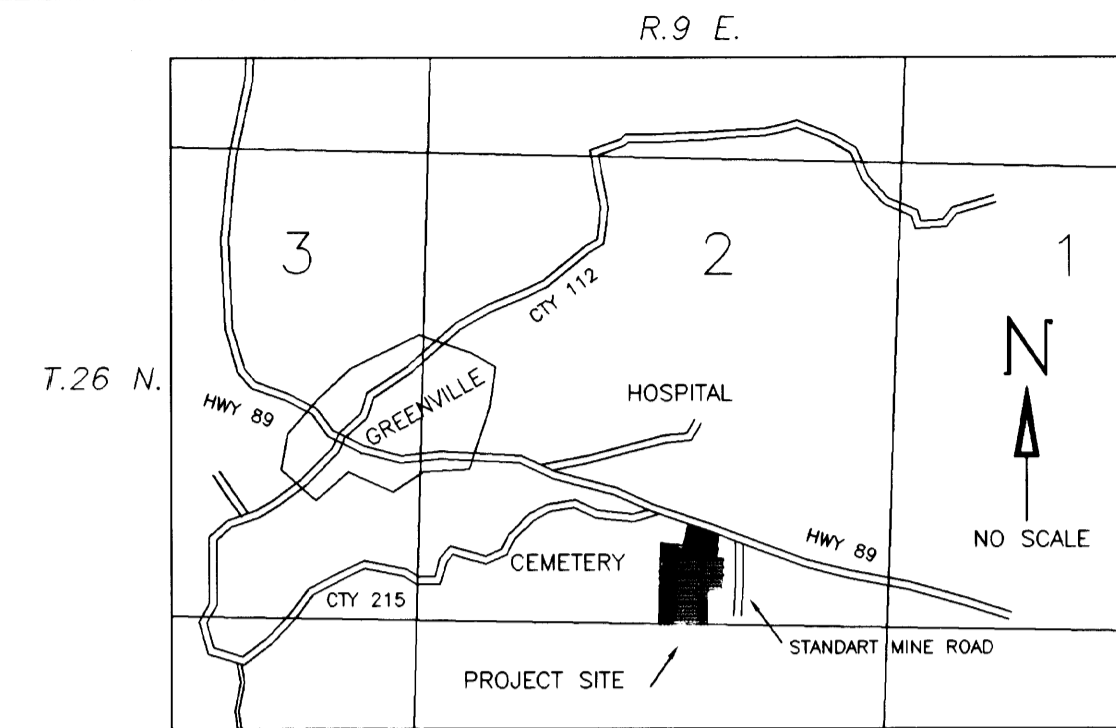 R.9 E.
3
2
1
CTY 112
N
T.26 N.
HWY 89
GREENVILLE
HOSPITAL
NO SCALE
HWY 89
CEMETERY
CTY 215
STANDART MINE ROAD
PROJECT SITE